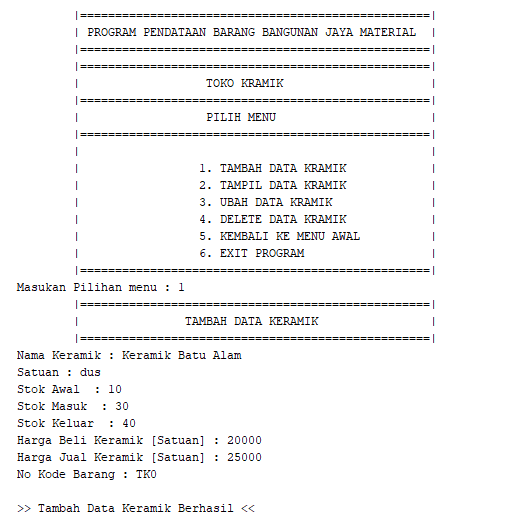 |==================================================|
| PROGRAM PENDATAAN BARANG BANGUNAN JAYA MATERIAL |
|==================================================|
|==================================================|
| TOKO KRAMIK |
|==================================================|
| PILIH MENU |
|==================================================|
| |
| 1. TAMBAH DATA KRAMIK |
| 2. TAMPIL DATA KRAMIK |
| 3. UBAH DATA KRAMIK |
| 4. DELETE DATA KRAMIK |
| 5. KEMBALI KE MENU AWAL |
| 6. EXIT PROGRAM |
|==================================================|
Masukan Pilihan menu : 1
|==================================================|
| TAMBAH DATA KERAMIK |
|==================================================|
Nama Keramik : Keramik Batu Alam
Satuan : dus
Stok Awal : 10
Stok Masuk : 30
Stok Keluar : 40
Harga Beli Keramik [Satuan] : 20000
Harga Jual Keramik [Satuan] : 25000
No Kode Barang : TK0
>> Tambah Data Keramik Berhasil <<